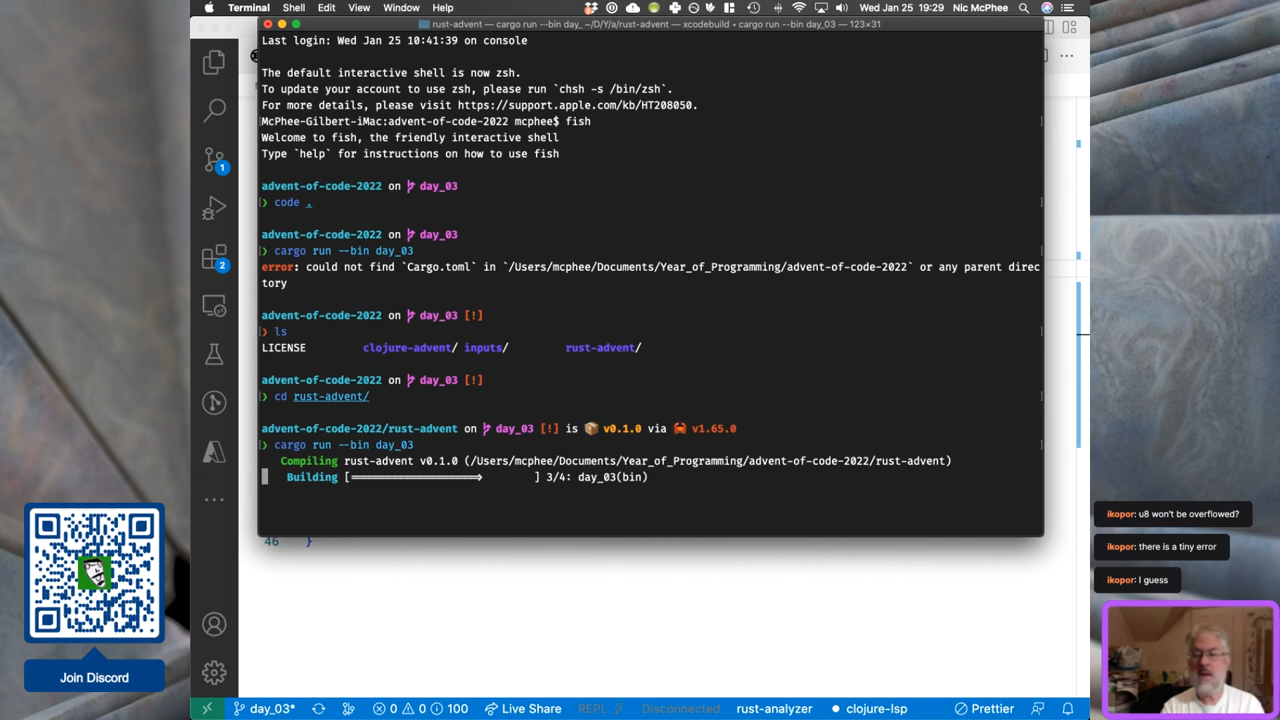 Terminal Shell Edit View Window Help Wed Jan 25 19:29 Nic McPhee
rust-advent — cargo run --bin day_ ~/D/Y/a/rust-advent — xcodebuild • cargo run --bin day_03 — 123×31
Last login: Wed Jan 25 10:41:39 on console
The default interactive shell is now zsh.
To update your account to use zsh, please run `chsh -s /bin/zsh`.
For more details, please visit https://support.apple.com/kb/HT208050.
McPhee-Gilbert-iMac:advent-of-code-2022 mcphee$ fish
Welcome to fish, the friendly interactive shell
Type `help` for instructions on how to use fish
advent-of-code-2022 on day_03
❯ code .
advent-of-code-2022 on day_03
❯ cargo run --bin day_03
error: could not find `Cargo.toml` in `/Users/mcphee/Documents/Year_of_Programming/advent-of-code-2022` or any parent direc
tory
advent-of-code-2022 on day_03 [!]
❯ ls
LICENSE clojure-advent/ inputs/ rust-advent/
advent-of-code-2022 on day_03 [!]
❯ cd rust-advent/
advent-of-code-2022/rust-advent on day_03 [!] is 📦 v0.1.0 via 🦀 v1.65.0
❯ cargo run --bin day_03
Compiling rust-advent v0.1.0 (/Users/mcphee/Documents/Year_of_Programming/advent-of-code-2022/rust-advent)
Building [===================> ] 3/4: day_03(bin)
46 }
1
2
ikopor: u8 won't be overflowed?
ikopor: there is a tiny error
ikopor: I guess
Join Discord
day_03* 0 0 100 Live Share REPL Disconnected rust-analyzer clojure-lsp Prettier